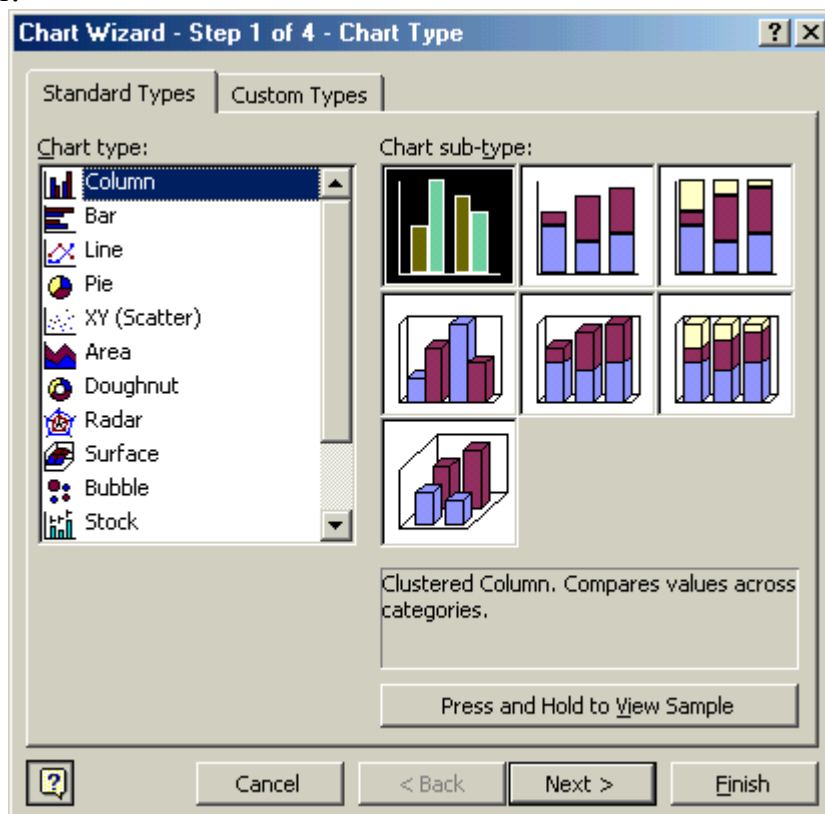 Chart Wizard - Step 1 of 4 - Chart Type
Standard Types
Custom Types
Chart type:
Column
Bar
Line
Pie
XY (Scatter)
Area
Doughnut
Radar
Surface
Bubble
Stock
Chart sub-type:
Clustered Column. Compares values across
categories.
Press and Hold to View Sample
Cancel
< Back
Next >
Finish